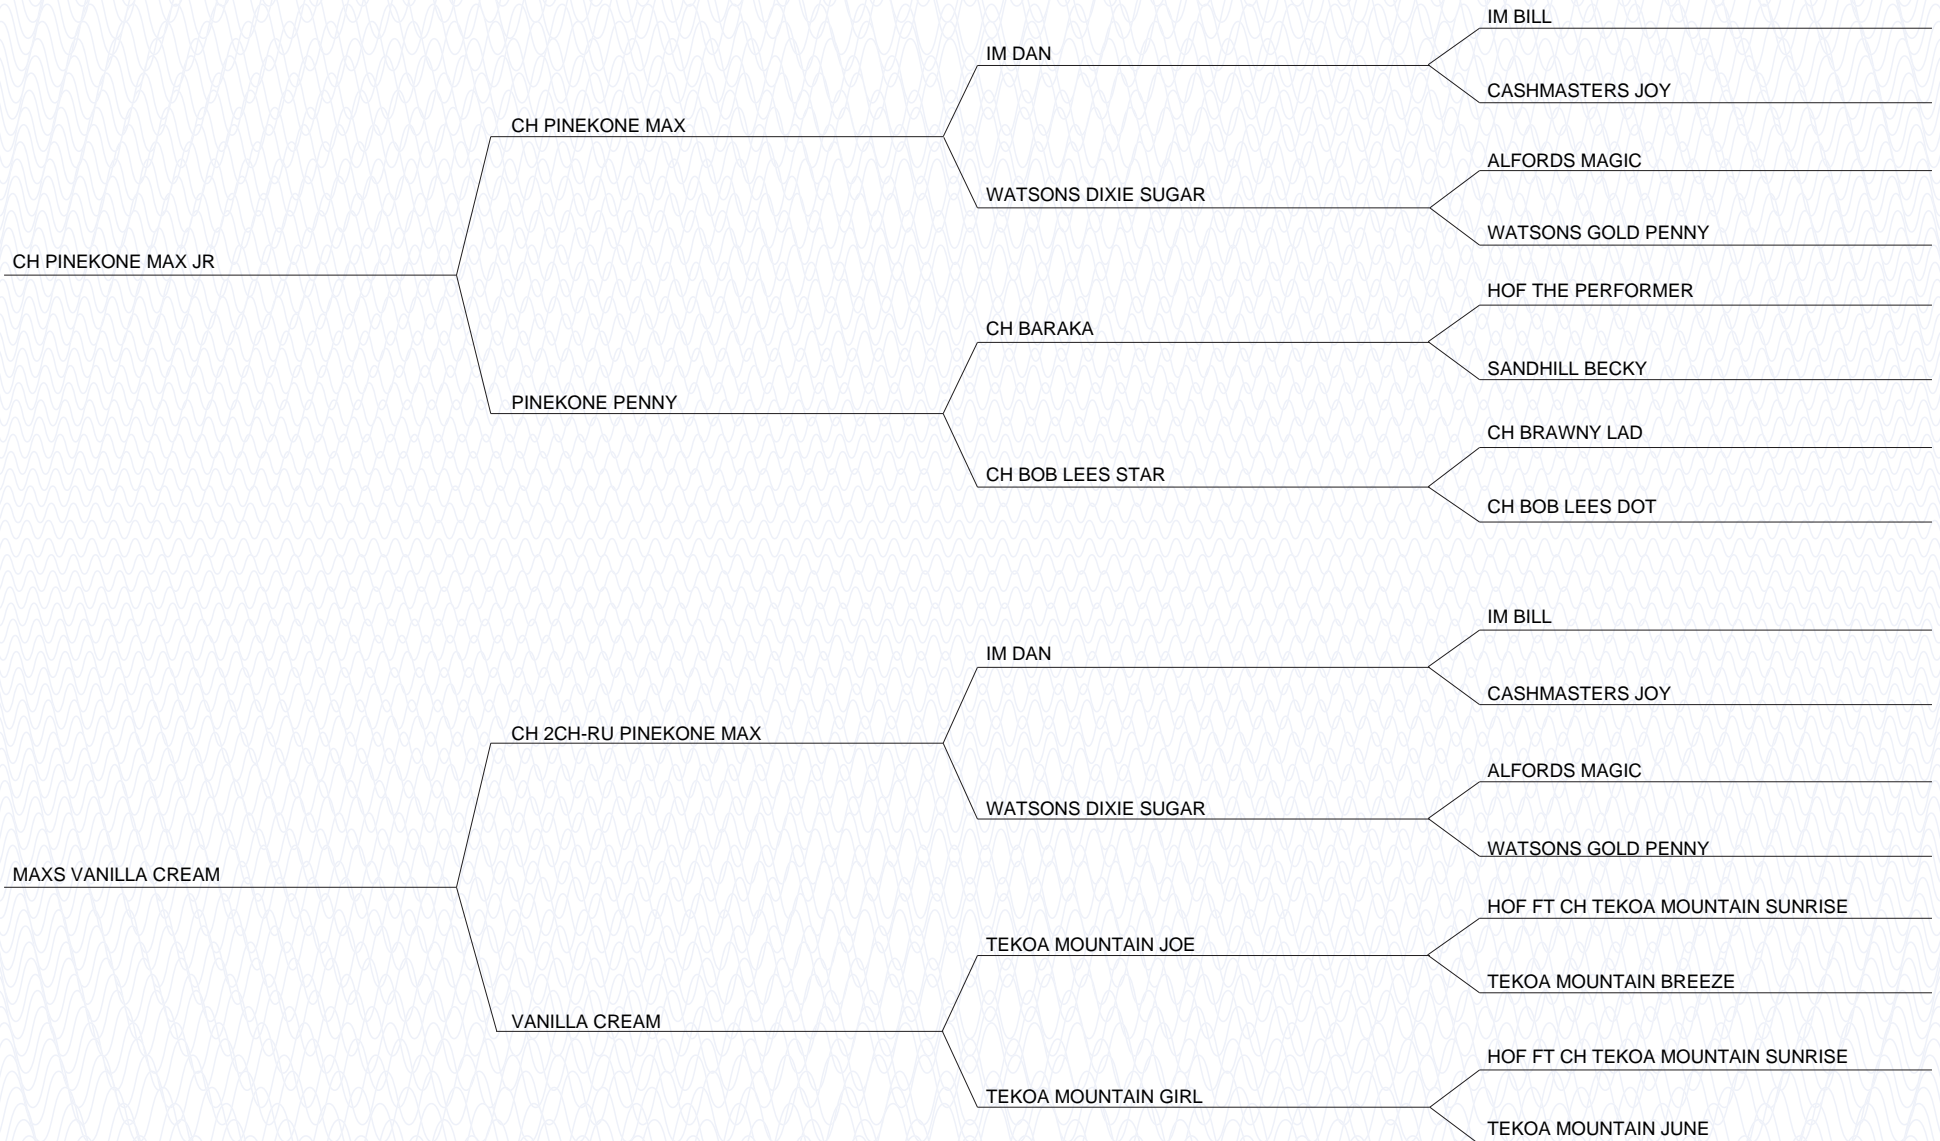 IM BILL
IM DAN
CASHMASTERS JOY
CH PINEKONE MAX
ALFORDS MAGIC
WATSONS DIXIE SUGAR
WATSONS GOLD PENNY
CH PINEKONE MAX JR
HOF THE PERFORMER
CH BARAKA
SANDHILL BECKY
PINEKONE PENNY
CH BRAWNY LAD
CH BOB LEES STAR
CH BOB LEES DOT
IM BILL
IM DAN
CASHMASTERS JOY
CH 2CH-RU PINEKONE MAX
ALFORDS MAGIC
WATSONS DIXIE SUGAR
WATSONS GOLD PENNY
MAXS VANILLA CREAM
HOF FT CH TEKOA MOUNTAIN SUNRISE
TEKOA MOUNTAIN JOE
TEKOA MOUNTAIN BREEZE
VANILLA CREAM
HOF FT CH TEKOA MOUNTAIN SUNRISE
TEKOA MOUNTAIN GIRL
TEKOA MOUNTAIN JUNE